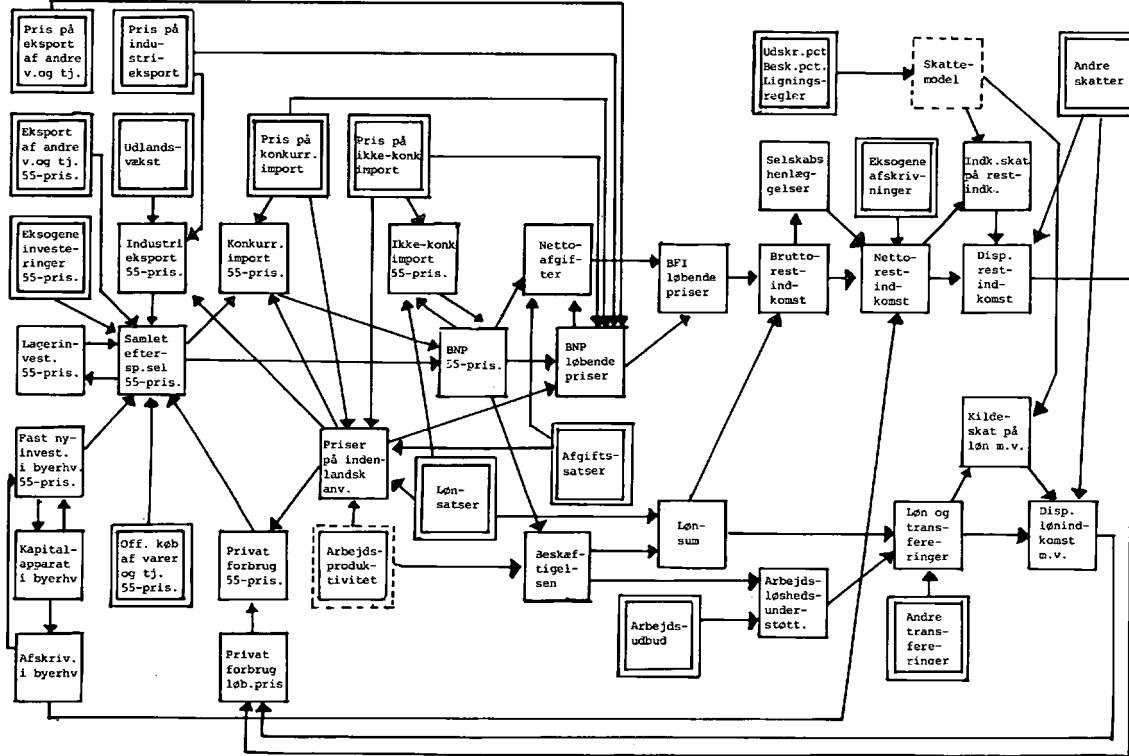 Pris på
eksport
af andre
v.og tj.
Pris på
indu-
stri-
eksport
Udskr.pct
Besk.pct.
Lignings-
regler
Skatte-
model
Andre
skatter
Eksport
af andre
v.og tj.
55-pris.
Udlands-
vækst
Pris på
konkurr.
import
Pris på
ikke-konk
import
Selskabs
henlæg-
gelser
Eksogene
afskriv-
ninger
Indk.skat
på rest-
indk.
Eksogene
investe-
ringer
55-pris.
Industri
eksport
55-pris.
Konkurr.
import
55-pris.
Ikke-konk
import
55-pris.
Netto-
afgif-
ter
BFI
løbende
priser
Brutto-
rest-
ind-
komst
Netto-
rest-
ind-
komst
Disp.
rest-
ind-
komst
Lagerin-
vest.
55-pris.
Samlet
efter-
sp.sel
55-pris.
BNP
55-pris.
BNP
løbende
priser
Fast ny-
invest.
i byerhv.
55-pris.
Priser
på inden-
landsk
anv.
Løn-
satser
Afgifts-
satser
Kilde-
skat på
løn m.v.
Kapital-
apparat
i byerhv
Off. køb
af varer
og tj.
55-pris.
Privat
forbrug
55-pris.
Arbejds-
produk-
tivitet
Beskæf-
tigel-
sen
Løn-
sum
Løn og
trans-
fere-
ringer
Disp.
lønind-
komst
m.v.
Afskriv.
i byerhv
Privat
forbrug
løb.pris
Arbejds-
udbud
Arbejds-
løsheds-
under-
støtt.
Andre
trans-
fere-
ringer